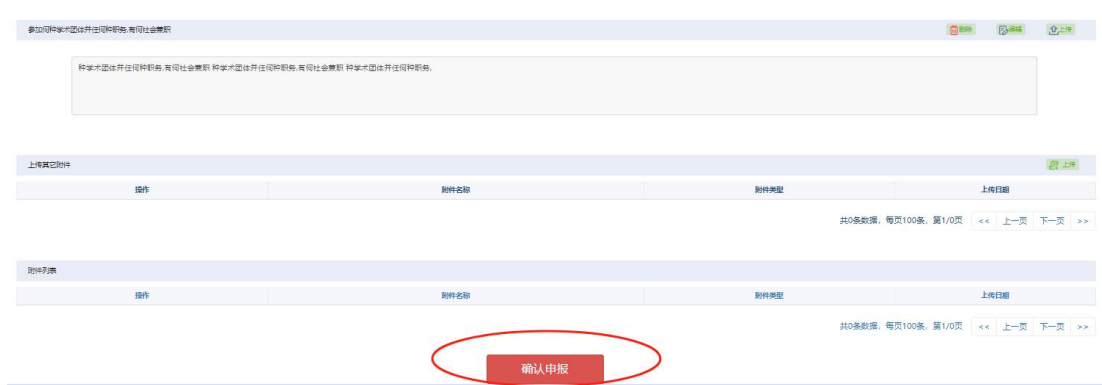 参加何种学术团体并任何种职务,有何社会兼职 删除 编辑 上传
种学术团体并任何种职务,有何社会兼职 种学术团体并任何种职务,有何社会兼职 种学术团体并任何种职务,
上传其它附件 上传
操作 附件名称 附件类型 上传日期
共0条数据, 每页100条, 第1/0页 << 上一页 下一页 >>
附件列表
操作 附件名称 附件类型 上传日期
共0条数据, 每页100条, 第1/0页 << 上一页 下一页 >>
确认申报